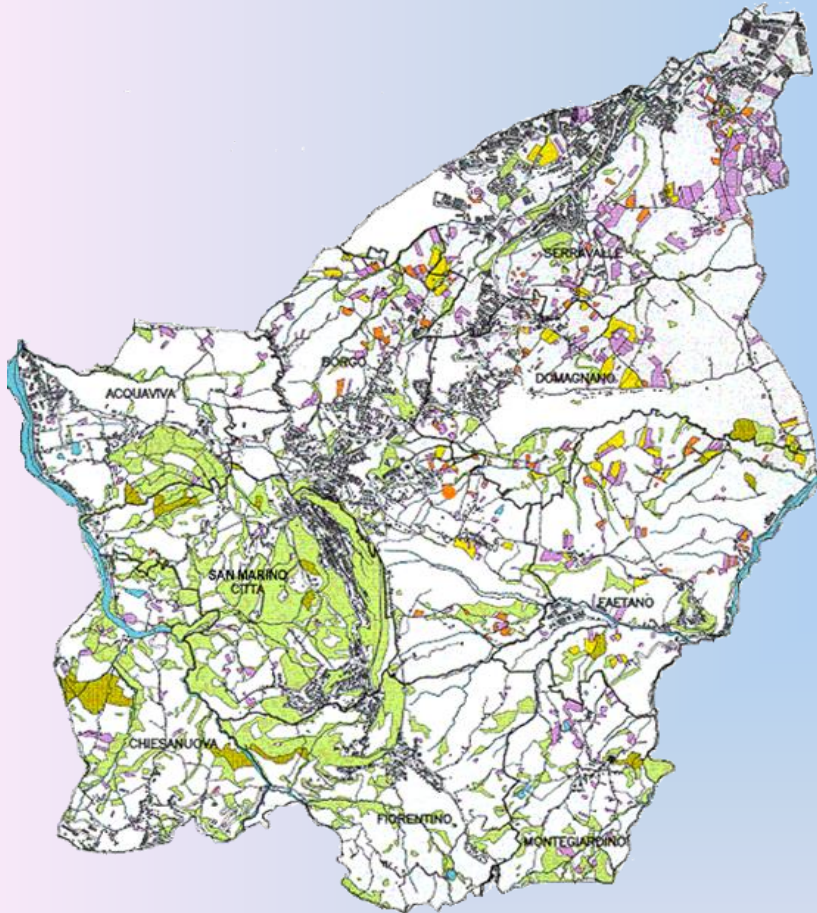 SERRAVALLE
BORGO
DOMAGNANO
ACQUAVIVA
SAN MARINO
CITTA
FAETANO
CHIESANUOVA
FIORENTINO
MONTEGIARDINO